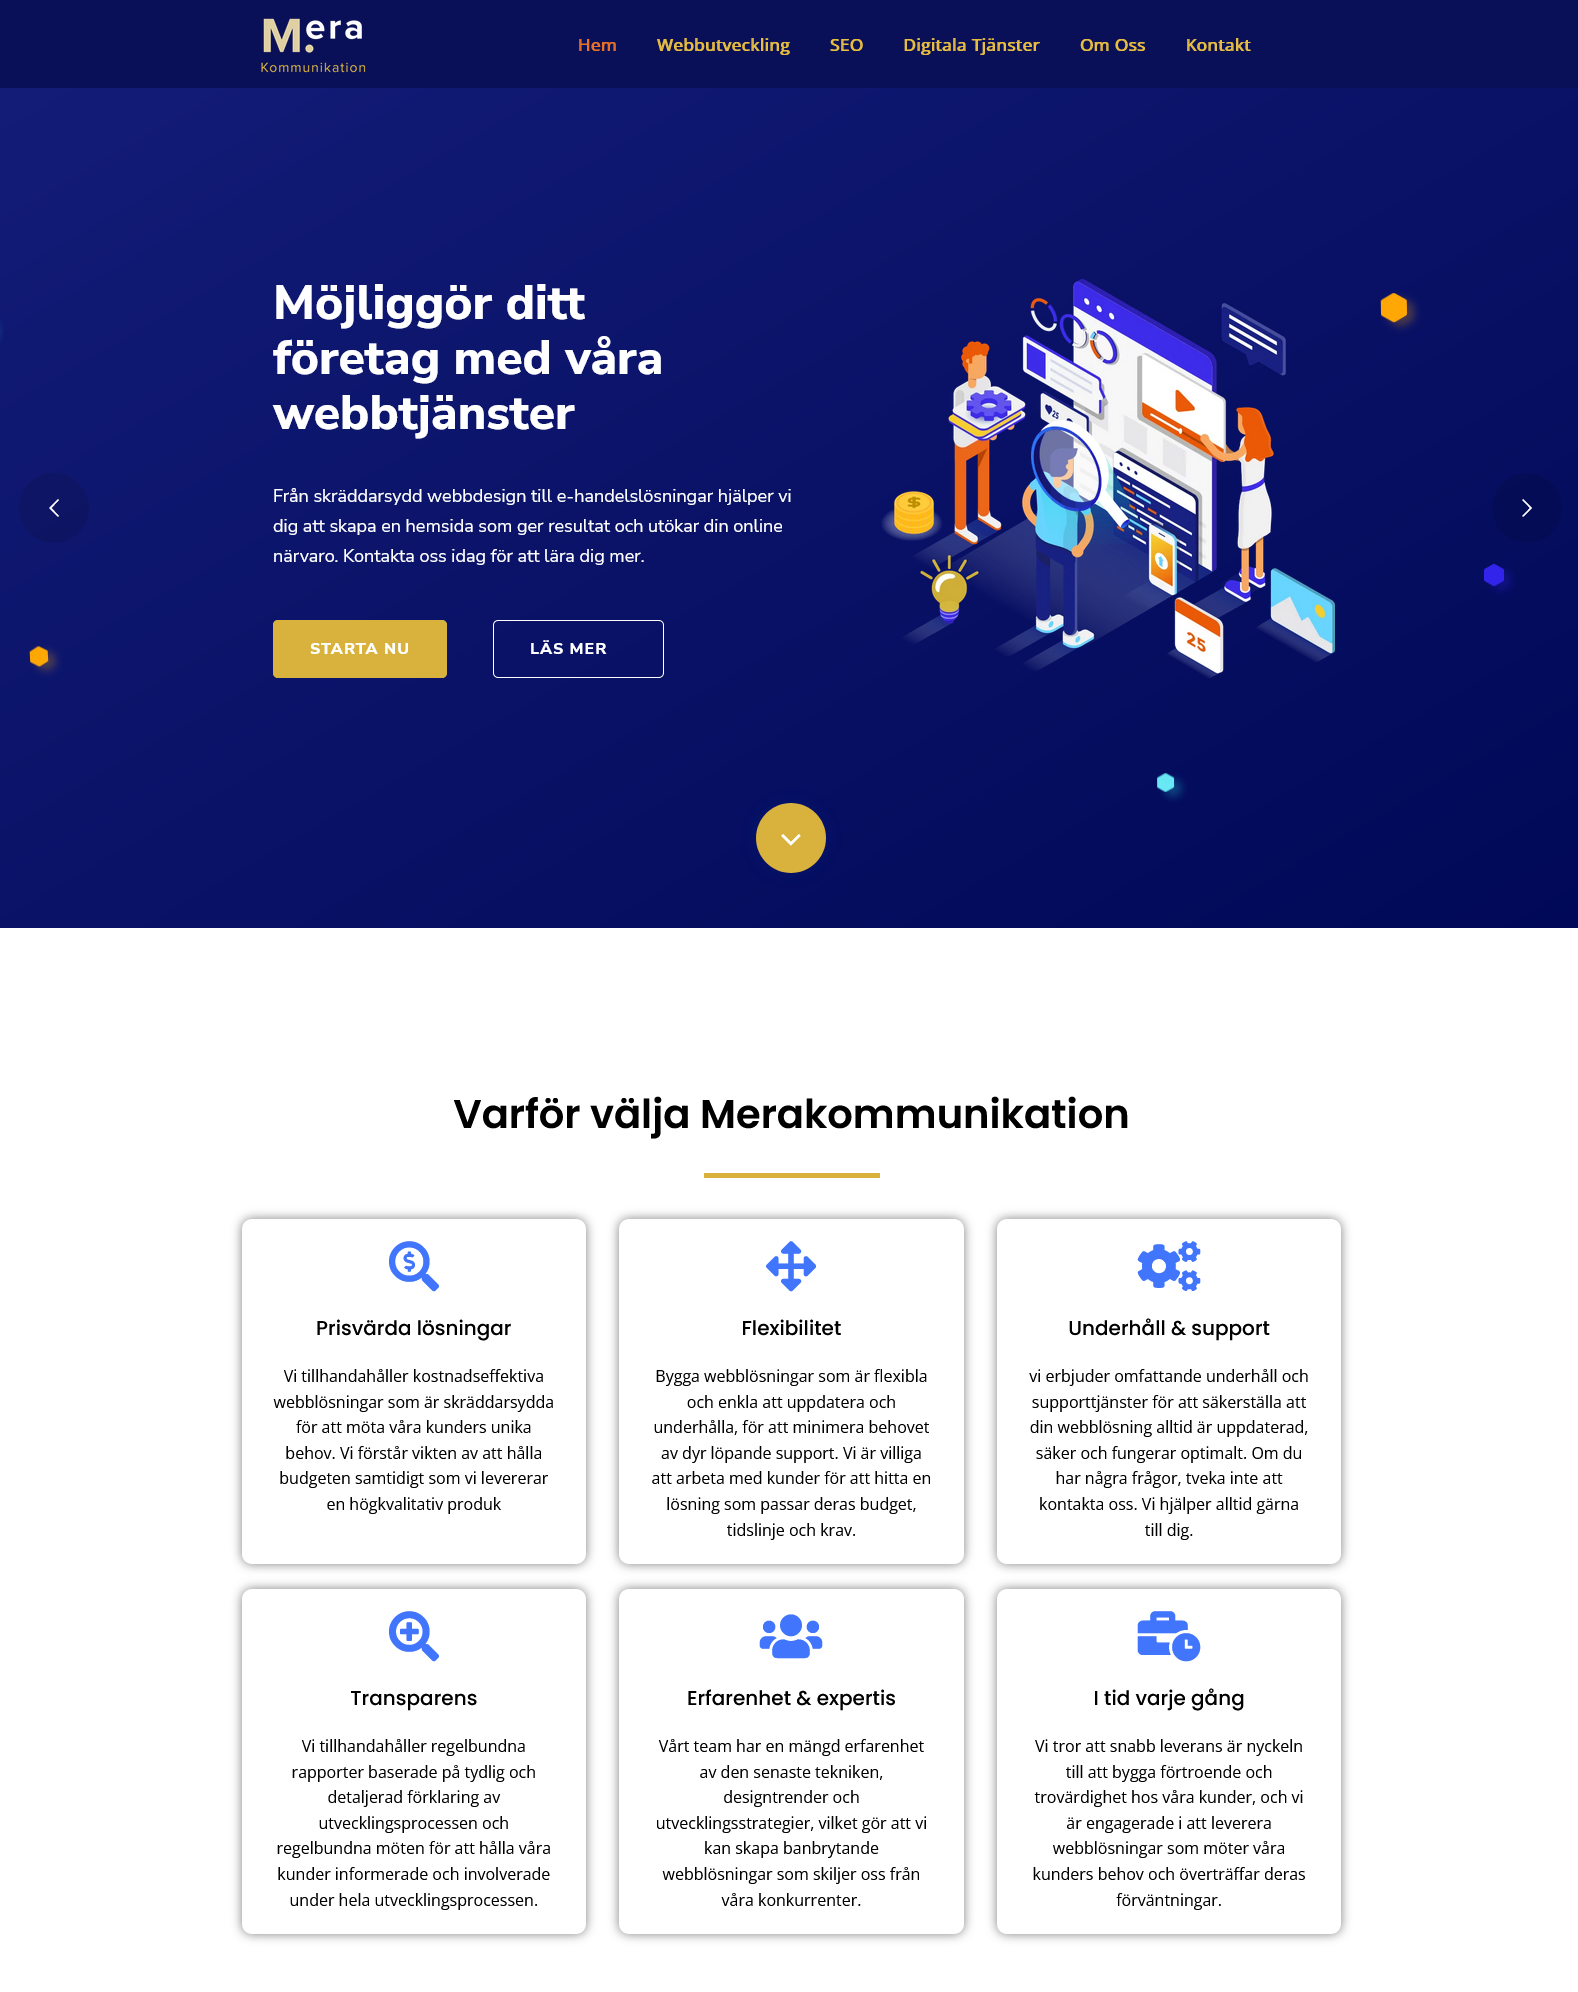 Mera
Kommunikation
Hem Webbutveckling SEO Digitala Tjänster Om Oss Kontakt
Möjliggör ditt
företag med våra
webbtjänster
Från skräddarsydd webbdesign till e-handelslösningar hjälper vi
dig att skapa en hemsida som ger resultat och utökar din online
närvaro. Kontakta oss idag för att lära dig mer.
STARTA NU
LÄS MER
25
$
25
Varför välja Merakommunikation
$
Prisvärda lösningar
Vi tillhandahåller kostnadseffektiva
webblösningar som är skräddarsydda
för att möta våra kunders unika
behov. Vi förstår vikten av att hålla
budgeten samtidigt som vi levererar
en högkvalitativ produk
Flexibilitet
Bygga webblösningar som är flexibla
och enkla att uppdatera och
underhålla, för att minimera behovet
av dyr löpande support. Vi är villiga
att arbeta med kunder för att hitta en
lösning som passar deras budget,
tidslinje och krav.
Underhåll & support
vi erbjuder omfattande underhåll och
supporttjänster för att säkerställa att
din webblösning alltid är uppdaterad,
säker och fungerar optimalt. Om du
har några frågor, tveka inte att
kontakta oss. Vi hjälper alltid gärna
till dig.
Transparens
Vi tillhandahåller regelbundna
rapporter baserade på tydlig och
detaljerad förklaring av
utvecklingsprocessen och
regelbundna möten för att hålla våra
kunder informerade och involverade
under hela utvecklingsprocessen.
Erfarenhet & expertis
Vårt team har en mängd erfarenhet
av den senaste tekniken,
designtrender och
utvecklingsstrategier, vilket gör att vi
kan skapa banbrytande
webblösningar som skiljer oss från
våra konkurrenter.
I tid varje gång
Vi tror att snabb leverans är nyckeln
till att bygga förtroende och
trovärdighet hos våra kunder, och vi
är engagerade i att leverera
webblösningar som möter våra
kunders behov och överträffar deras
förväntningar.